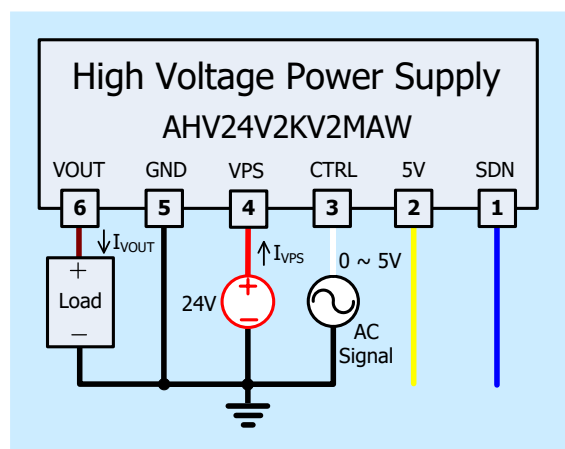 High Voltage Power Supply
AHV24V2KV2MAW
VOUT GND VPS CTRL 5V SDN
6 5 4 3 2 1
IVOUT IVPS 0 ~ 5V
+ +
Load 24V
− −
AC
Signal